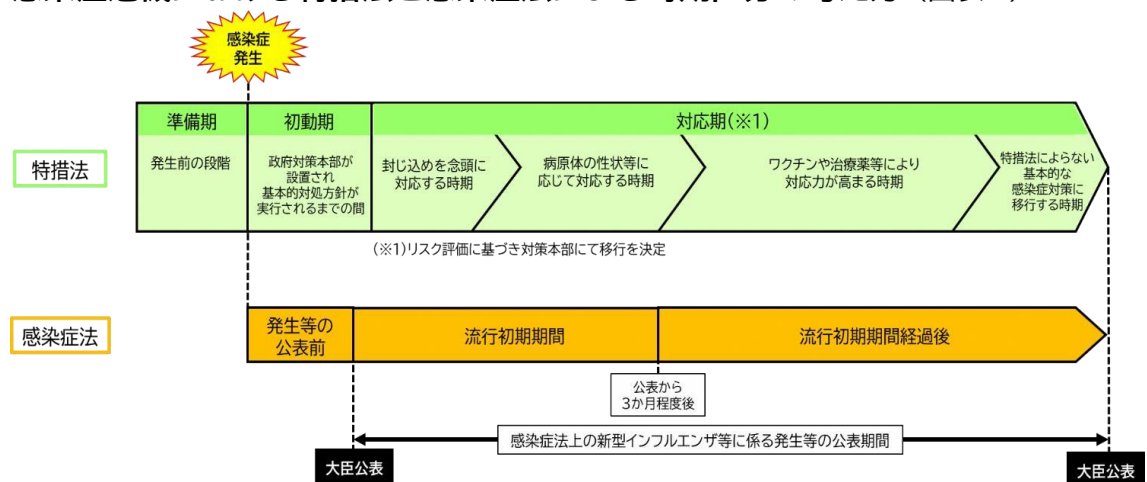 感染症
発生
準備期
初動期
対応期(※1)
特措法
発生前の段階
政府対策本部が
設置され
基本的対処方針が
実行されるまでの間
封じ込めを念頭に
対応する時期
病原体の性状等に
応じて対応する時期
ワクチンや治療薬等により
対応力が高まる時期
特措法によらない
基本的な
感染症対策に
移行する時期
(※1)リスク評価に基づき対策本部にて移行を決定
感染症法
発生等の
公表前
流行初期期間
流行初期期間経過後
公表から
3か月程度後
感染症法上の新型インフルエンザ等に係る発生等の公表期間
大臣公表
大臣公表